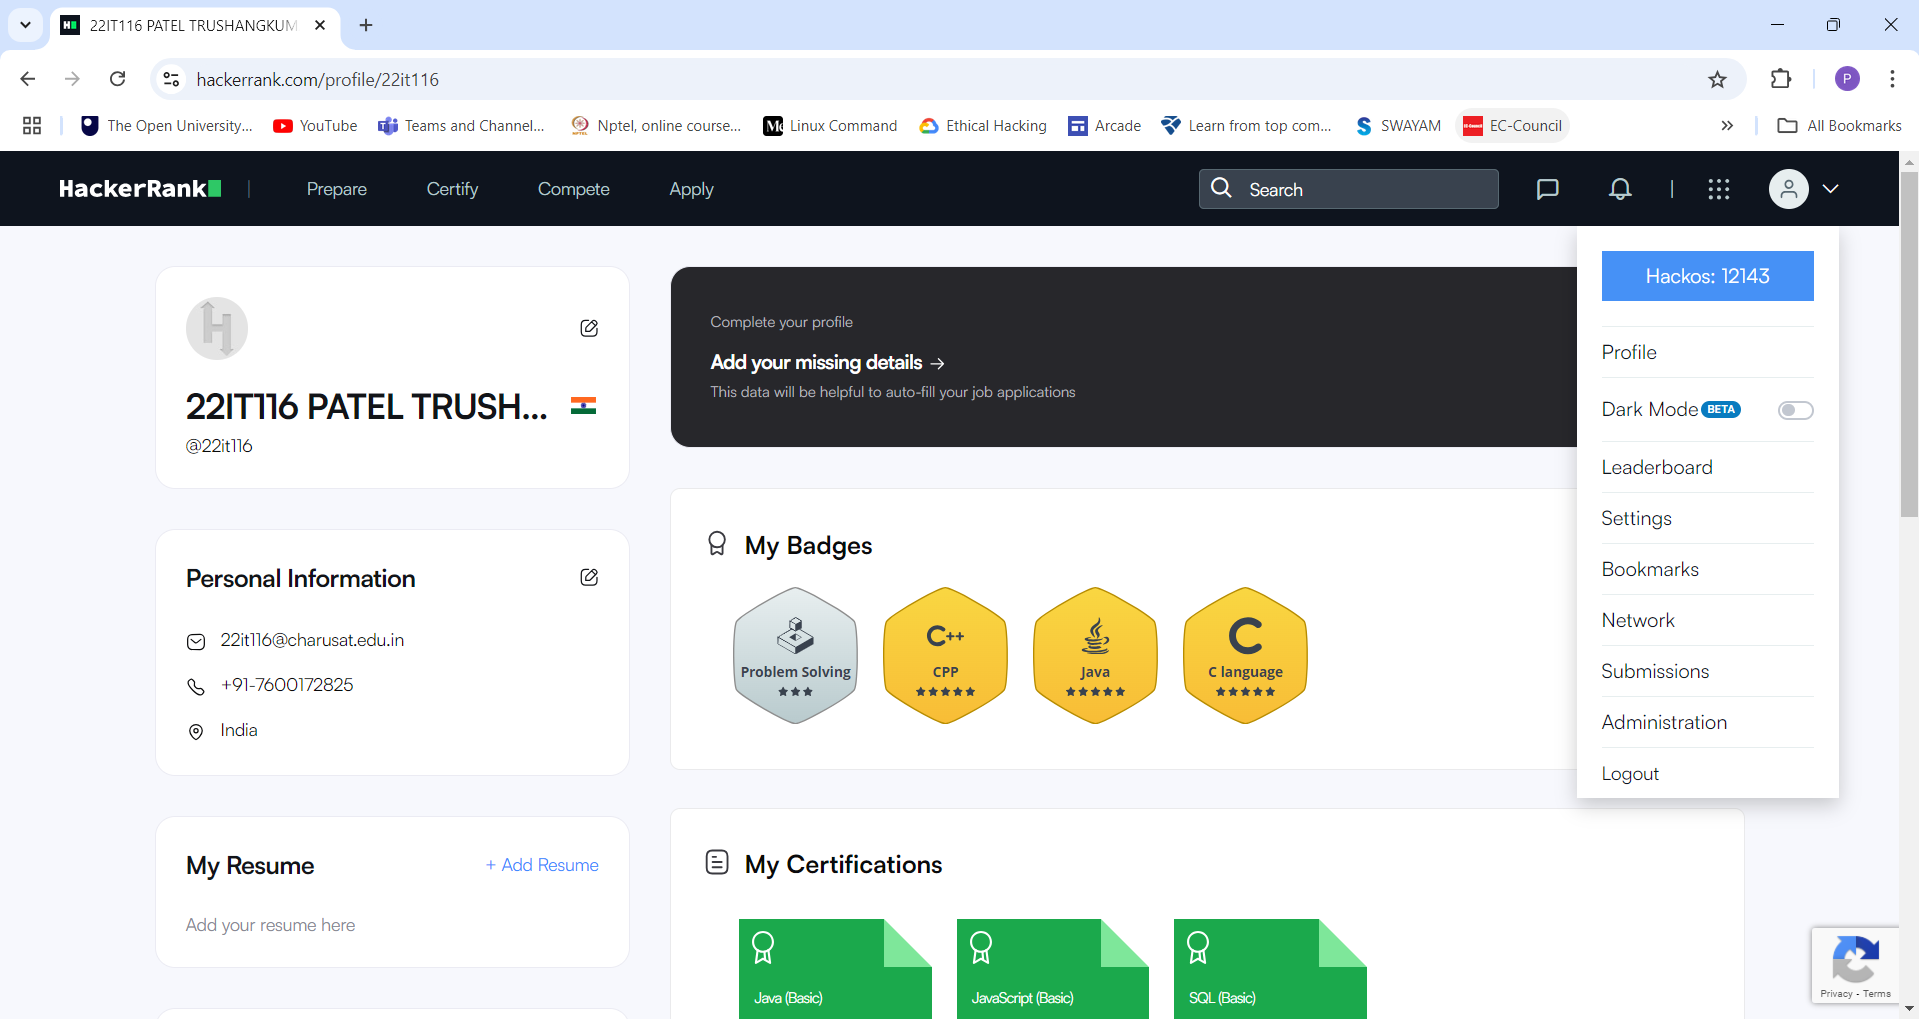 22IT116 PATEL TRUSHANGKUM
hackerrank.com/profile/22it116
P
The Open University...
YouTube
Teams and Channel...
Nptel, online course...
Linux Command
Ethical Hacking
Arcade
Learn from top com...
SWAYAM
EC-Council
All Bookmarks
HackerRank
Prepare
Certify
Compete
Apply
Search
Hackos: 12143
Profile
Dark Mode BETA
Leaderboard
Settings
Bookmarks
Network
Submissions
Administration
Logout
22IT116 PATEL TRUSH...
@22it116
Personal Information
22it116@charusat.edu.in
+91-7600172825
India
My Resume
+ Add Resume
Add your resume here
Complete your profile
Add your missing details →
This data will be helpful to auto-fill your job applications
My Badges
Problem Solving
C++
CPP
Java
C
C language
My Certifications
Java (Basic)
JavaScript (Basic)
SQL (Basic)
Privacy - Terms